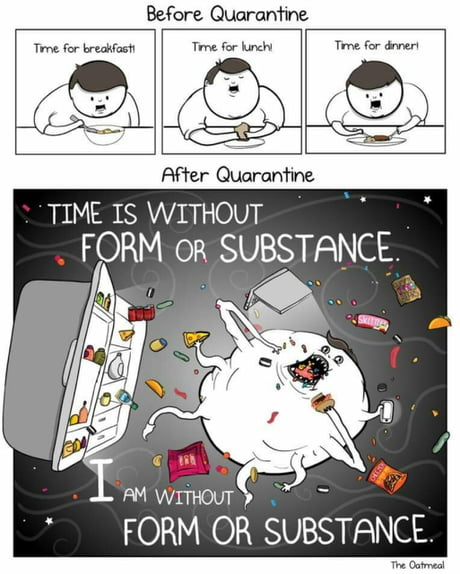 Before Quarantine
Time for breakfast!
Time for lunch!
Time for dinner!
After Quarantine
TIME IS WITHOUT
FORM OR SUBSTANCE.
SKITTLES
I AM WITHOUT
FORM OR SUBSTANCE.
The Oatmeal